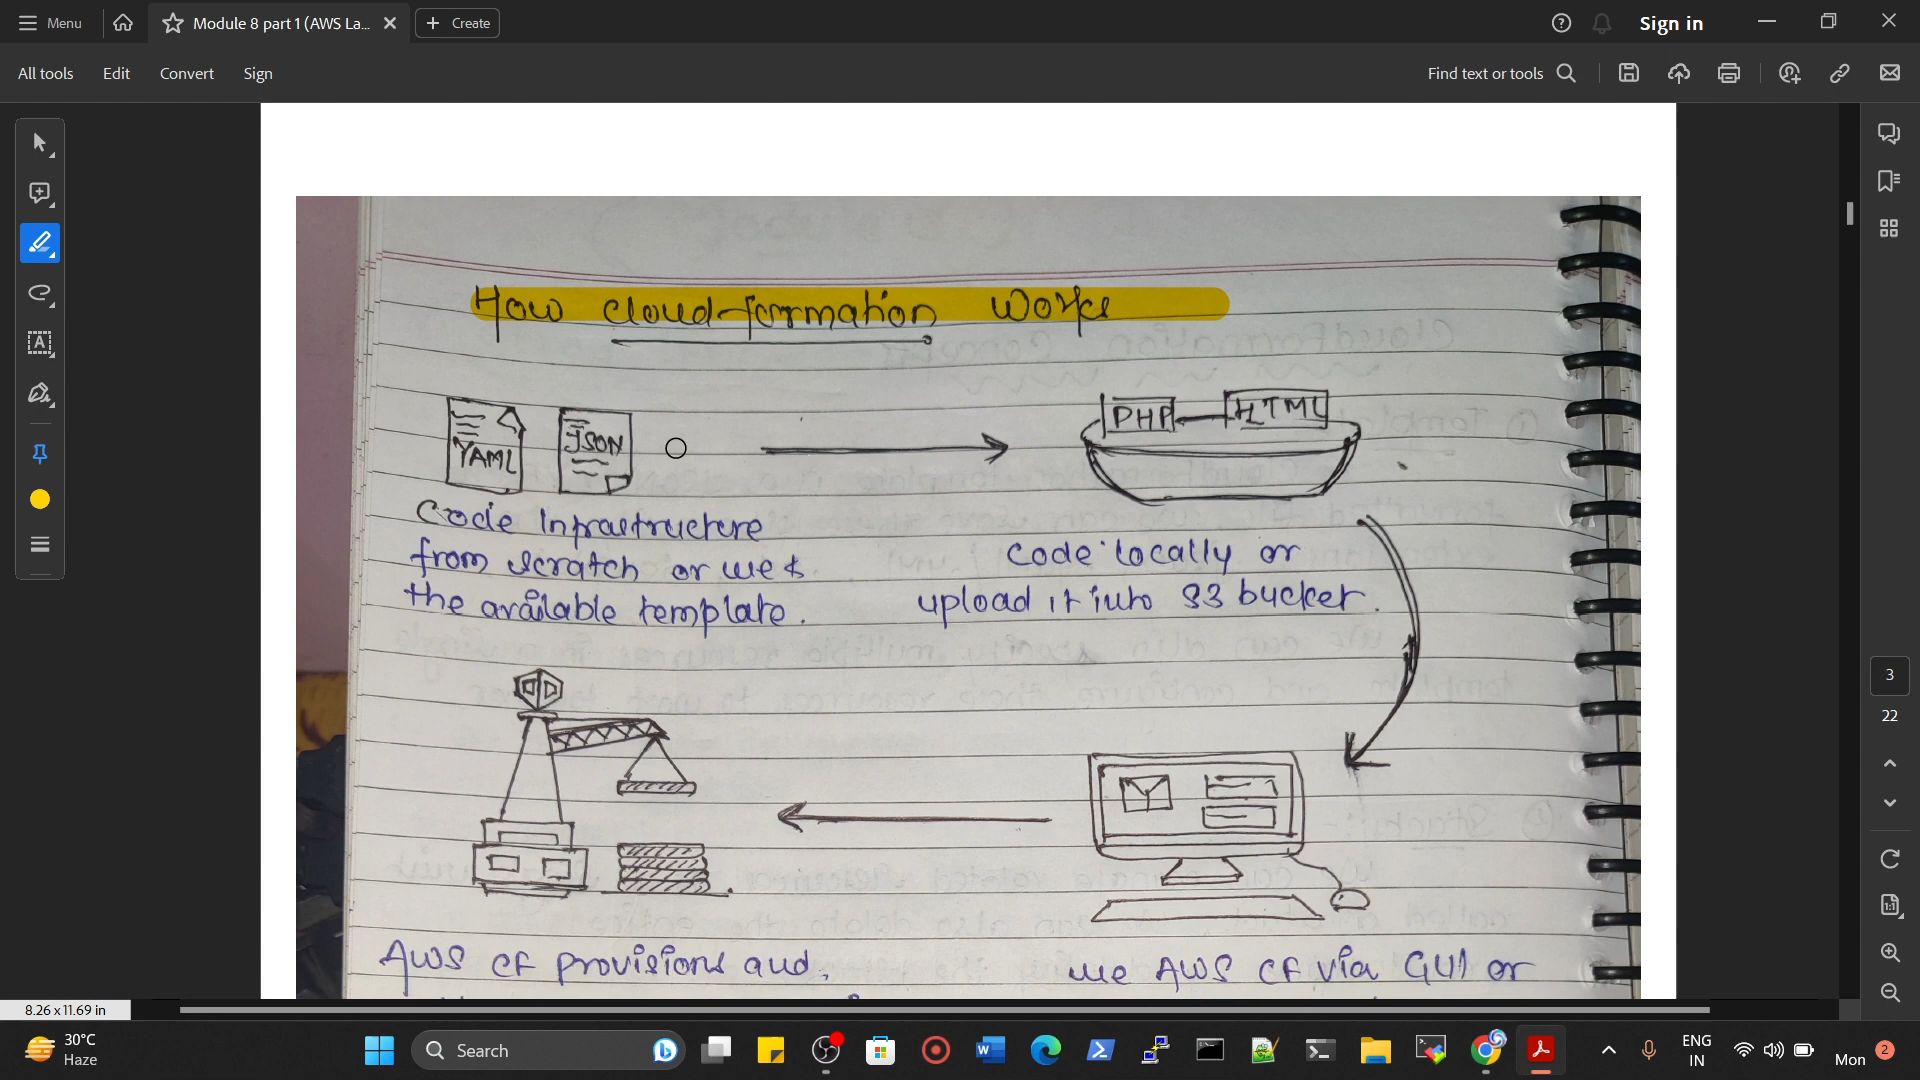 Menu
Module 8 part 1 (AWS La...
Create
Sign in
All tools
Edit
Convert
Sign
Find text or tools
How cloud-formation Works
YAML
JSON
PHP
HTML
Code Infrastructure
from scratch or use
the available template.
code locally or
upload it into S3 bucket.
AWS CF provisions and
use AWS CF via GUI or
3
22
8.26 x 11.69 in
30°C
Haze
Search
ENG
IN
Mon
2